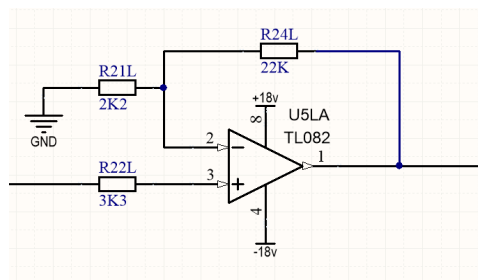 R24L
22K
R21L
2K2
GND
+18v
8
U5LA
TL082
2
1
3
R22L
3K3
4
-18v